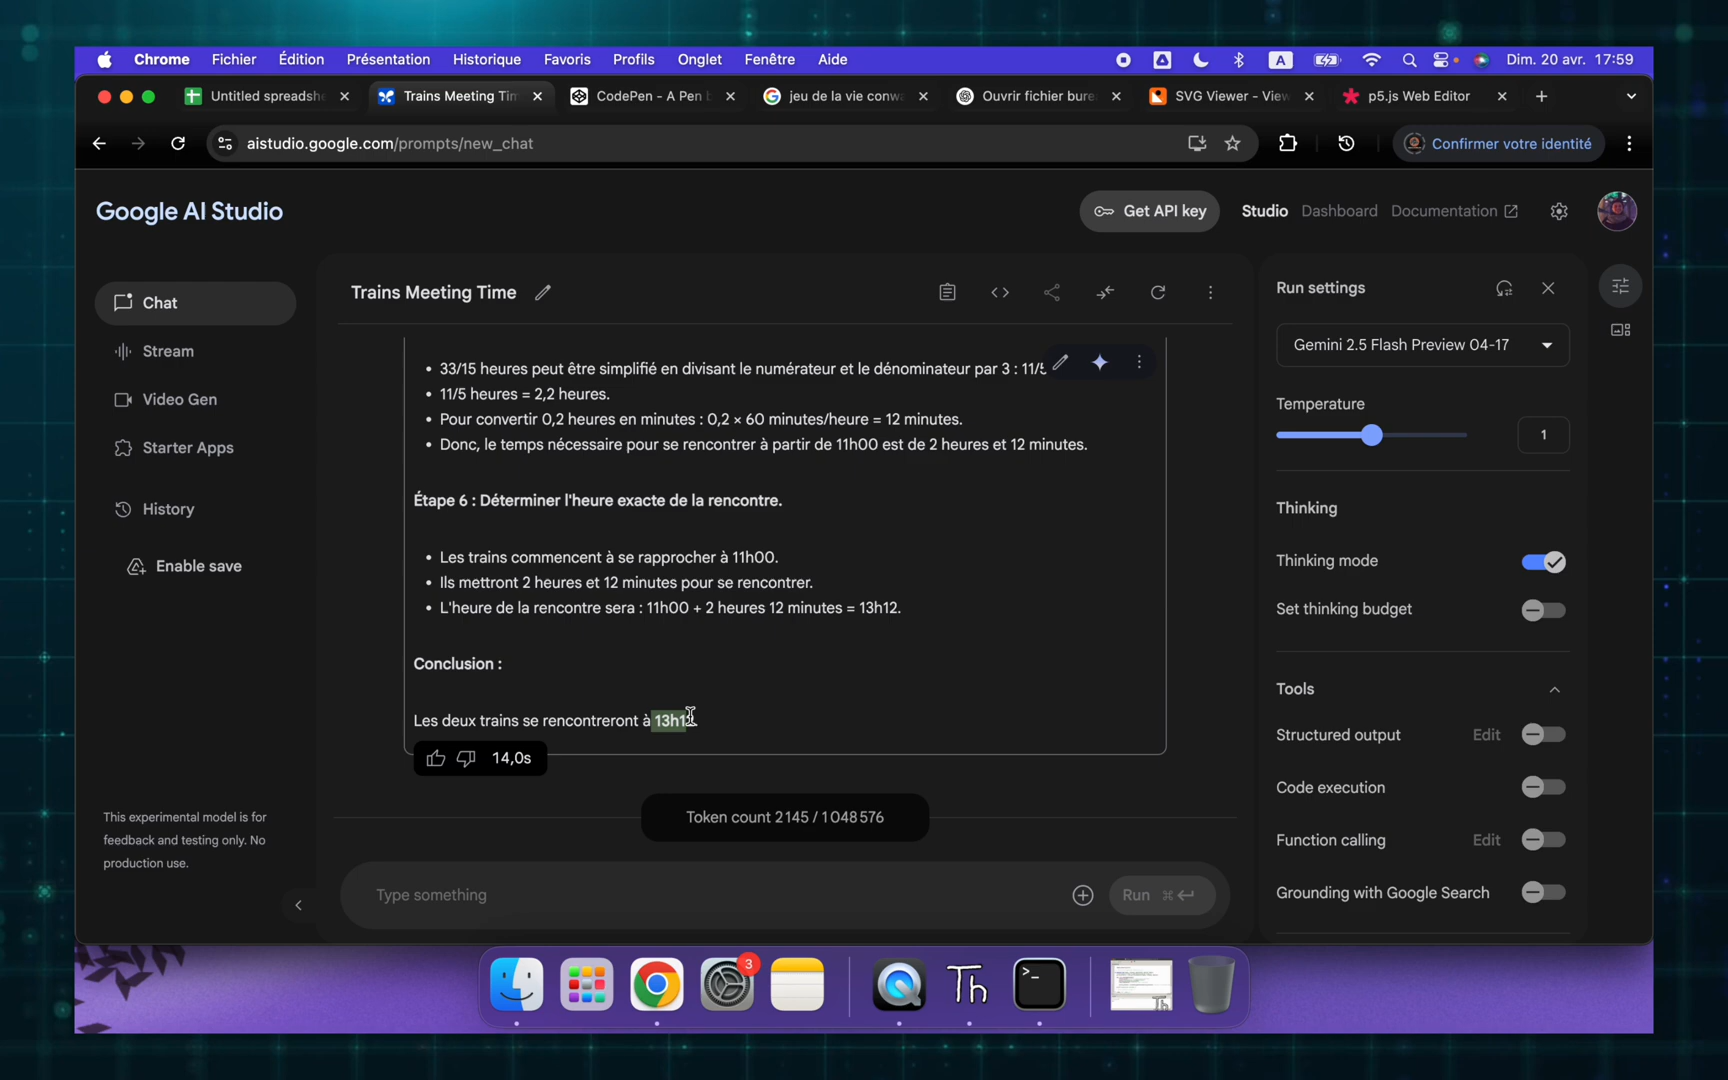 Chrome Fichier Édition Présentation Historique Favoris Profils Onglet Fenêtre Aide A Dim. 20 avr. 17:59
Untitled spreadsh Trains Meeting Tim CodePen - A Pen jeu de la vie conw Ouvrir fichier bure SVG Viewer - View p5.js Web Editor
aistudio.google.com/prompts/new_chat Confirmer votre identité
Google AI Studio Get API key Studio Dashboard Documentation
Chat
Stream
Video Gen
Starter Apps
History
Enable save
This experimental model is for
feedback and testing only. No
production use.
Trains Meeting Time
• 33/15 heures peut être simplifié en divisant le numérateur et le dénominateur par 3 : 11/5
• 11/5 heures = 2,2 heures.
• Pour convertir 0,2 heures en minutes : 0,2 × 60 minutes/heure = 12 minutes.
• Donc, le temps nécessaire pour se rencontrer à partir de 11h00 est de 2 heures et 12 minutes.
Étape 6 : Déterminer l'heure exacte de la rencontre.
• Les trains commencent à se rapprocher à 11h00.
• Ils mettront 2 heures et 12 minutes pour se rencontrer.
• L'heure de la rencontre sera : 11h00 + 2 heures 12 minutes = 13h12.
Conclusion :
Les deux trains se rencontreront à 13h12.
14,0s
Token count 2 145 / 1 048 576
Type something
Run ⌘↵
Run settings
Gemini 2.5 Flash Preview 04-17
Temperature
1
Thinking
Thinking mode
Set thinking budget
Tools
Structured output Edit
Code execution
Function calling Edit
Grounding with Google Search
3
Th
>_